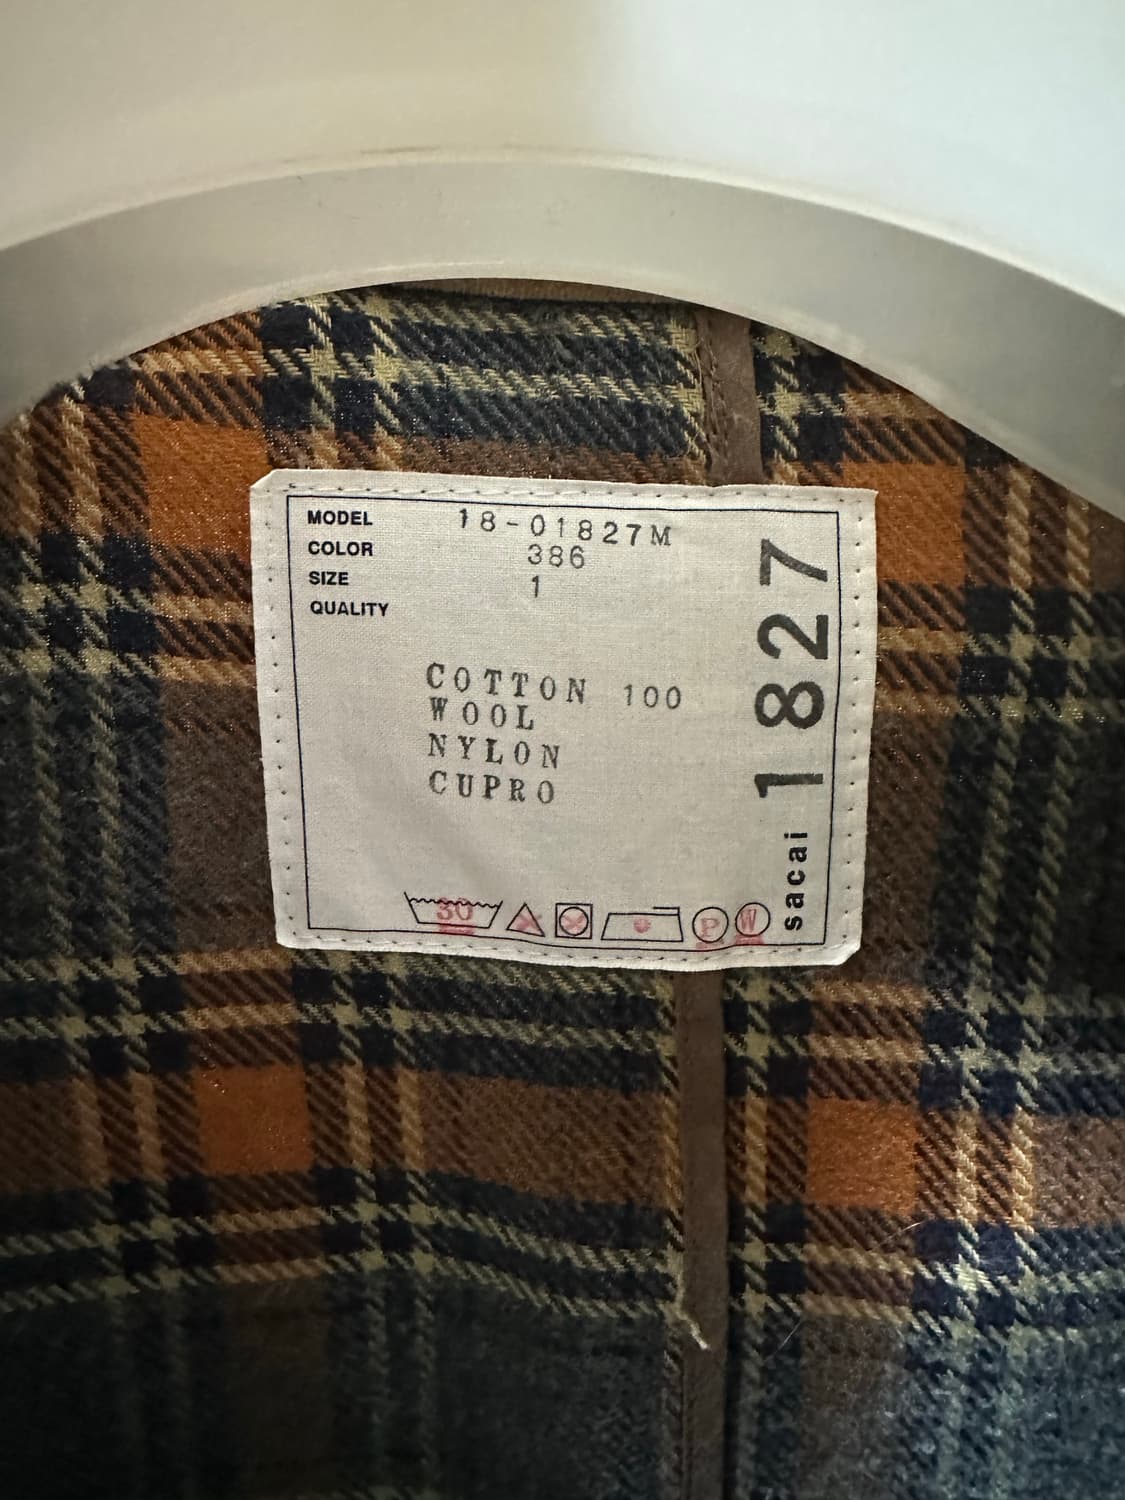 MODEL 18-01827M
COLOR 386
SIZE 1
QUALITY
COTTON 100
WOOL
NYLON
CUPRO
30
P
W
sacai 1827